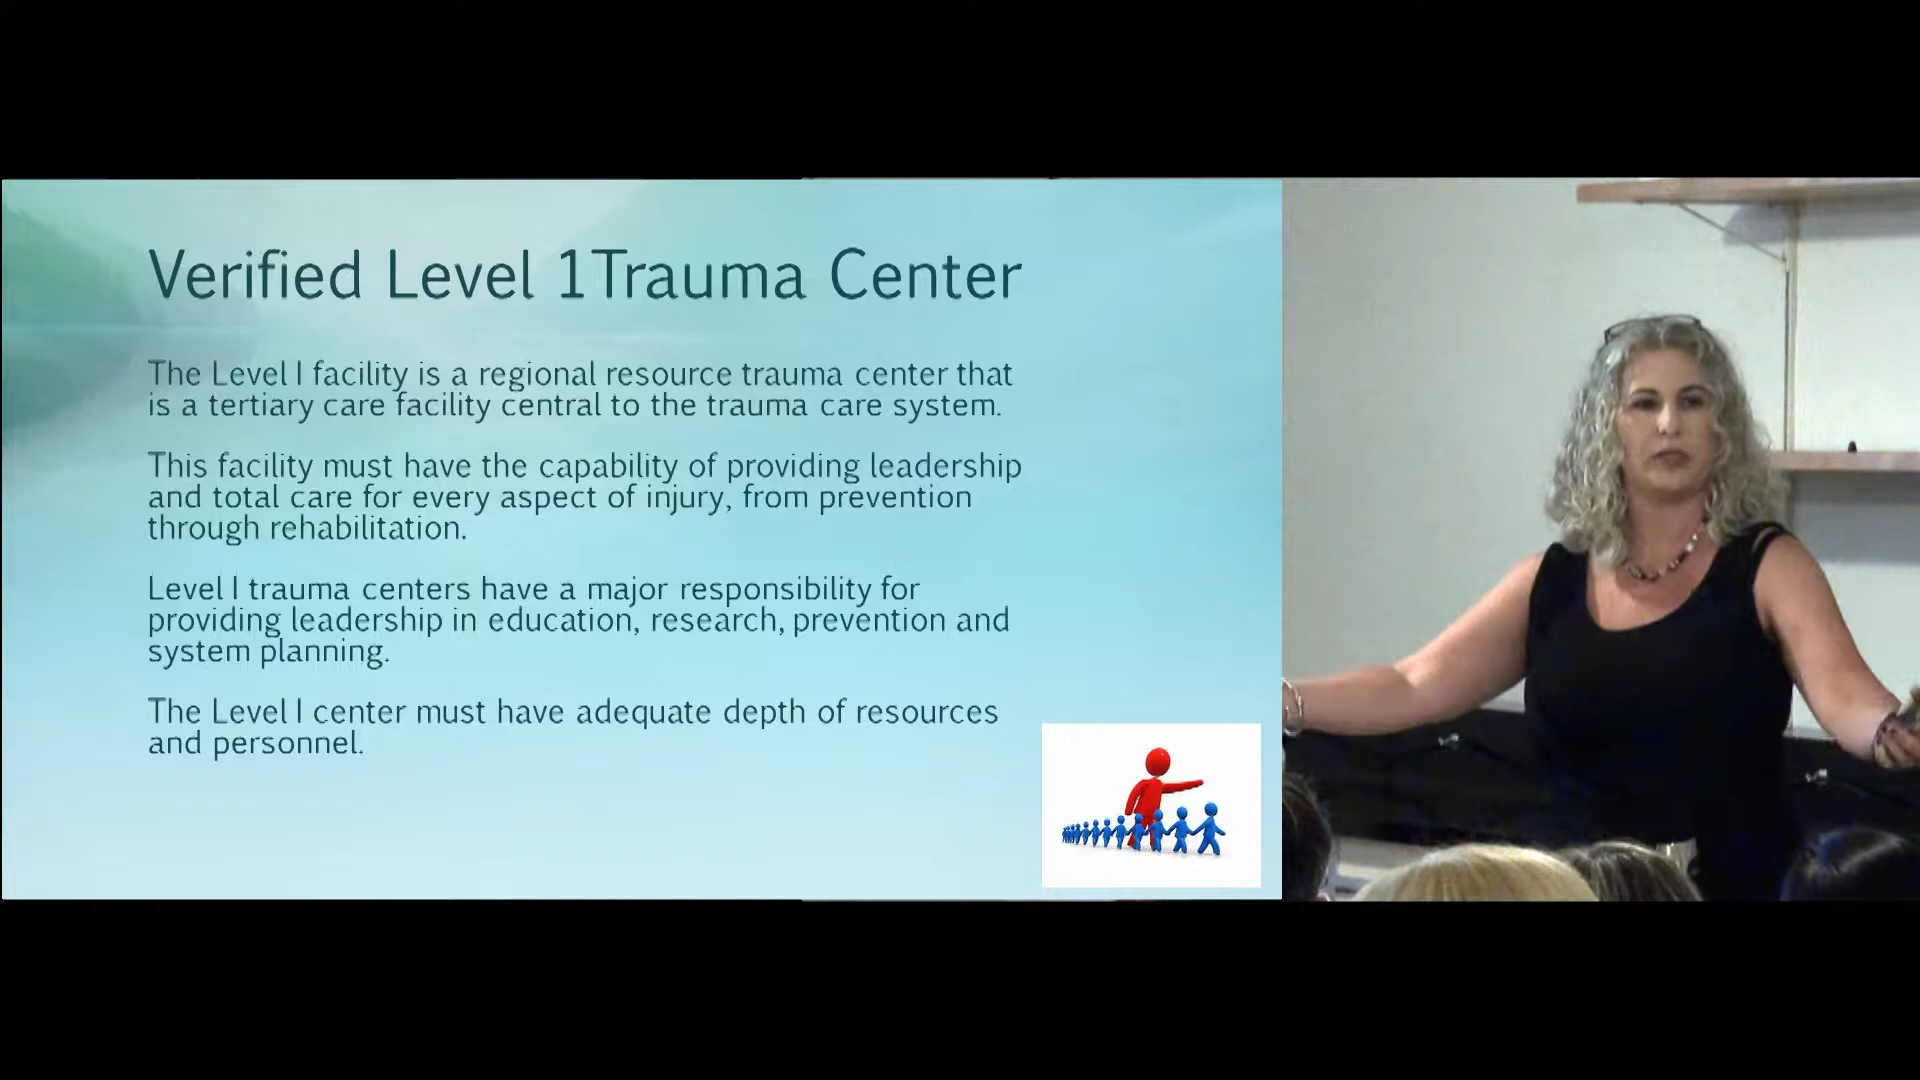 Verified Level 1Trauma Center
The Level I facility is a regional resource trauma center that
is a tertiary care facility central to the trauma care system.
This facility must have the capability of providing leadership
and total care for every aspect of injury, from prevention
through rehabilitation.
Level I trauma centers have a major responsibility for
providing leadership in education, research, prevention and
system planning.
The Level I center must have adequate depth of resources
and personnel.